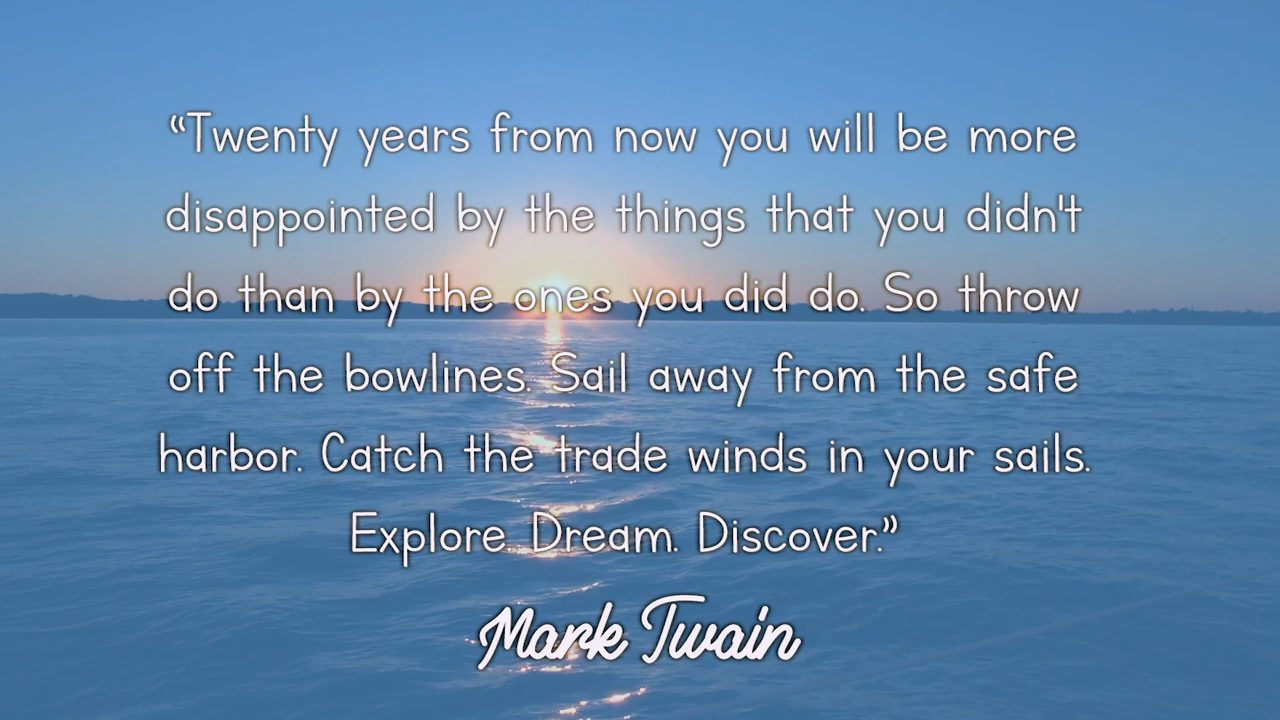 “Twenty years from now you will be more
disappointed by the things that you didn't
do than by the ones you did do. So throw
off the bowlines. Sail away from the safe
harbor. Catch the trade winds in your sails.
Explore. Dream. Discover.”
Mark Twain